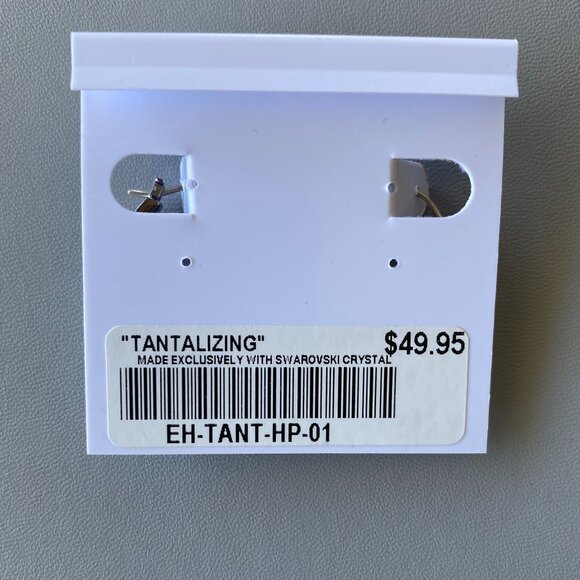 "TANTALIZING" $49.95
MADE EXCLUSIVELY WITH SWAROVSKI CRYSTAL
EH-TANT-HP-01